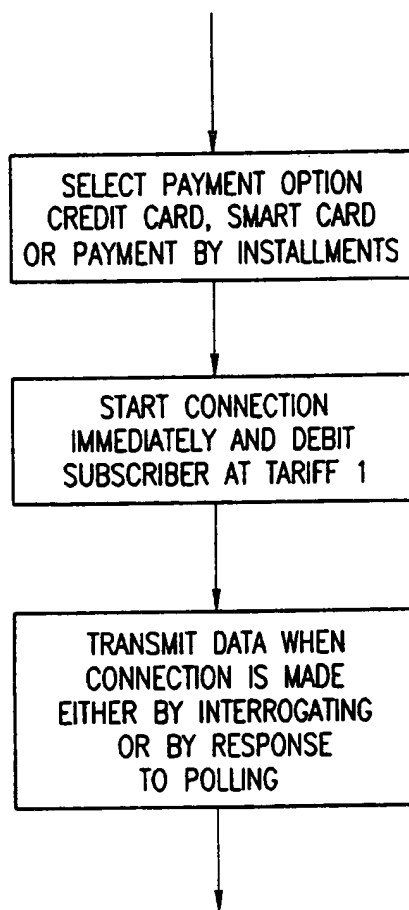 SELECT PAYMENT OPTION
CREDIT CARD, SMART CARD
OR PAYMENT BY INSTALLMENTS
START CONNECTION
IMMEDIATELY AND DEBIT
SUBSCRIBER AT TARIFF 1
TRANSMIT DATA WHEN
CONNECTION IS MADE
EITHER BY INTERROGATING
OR BY RESPONSE
TO POLLING